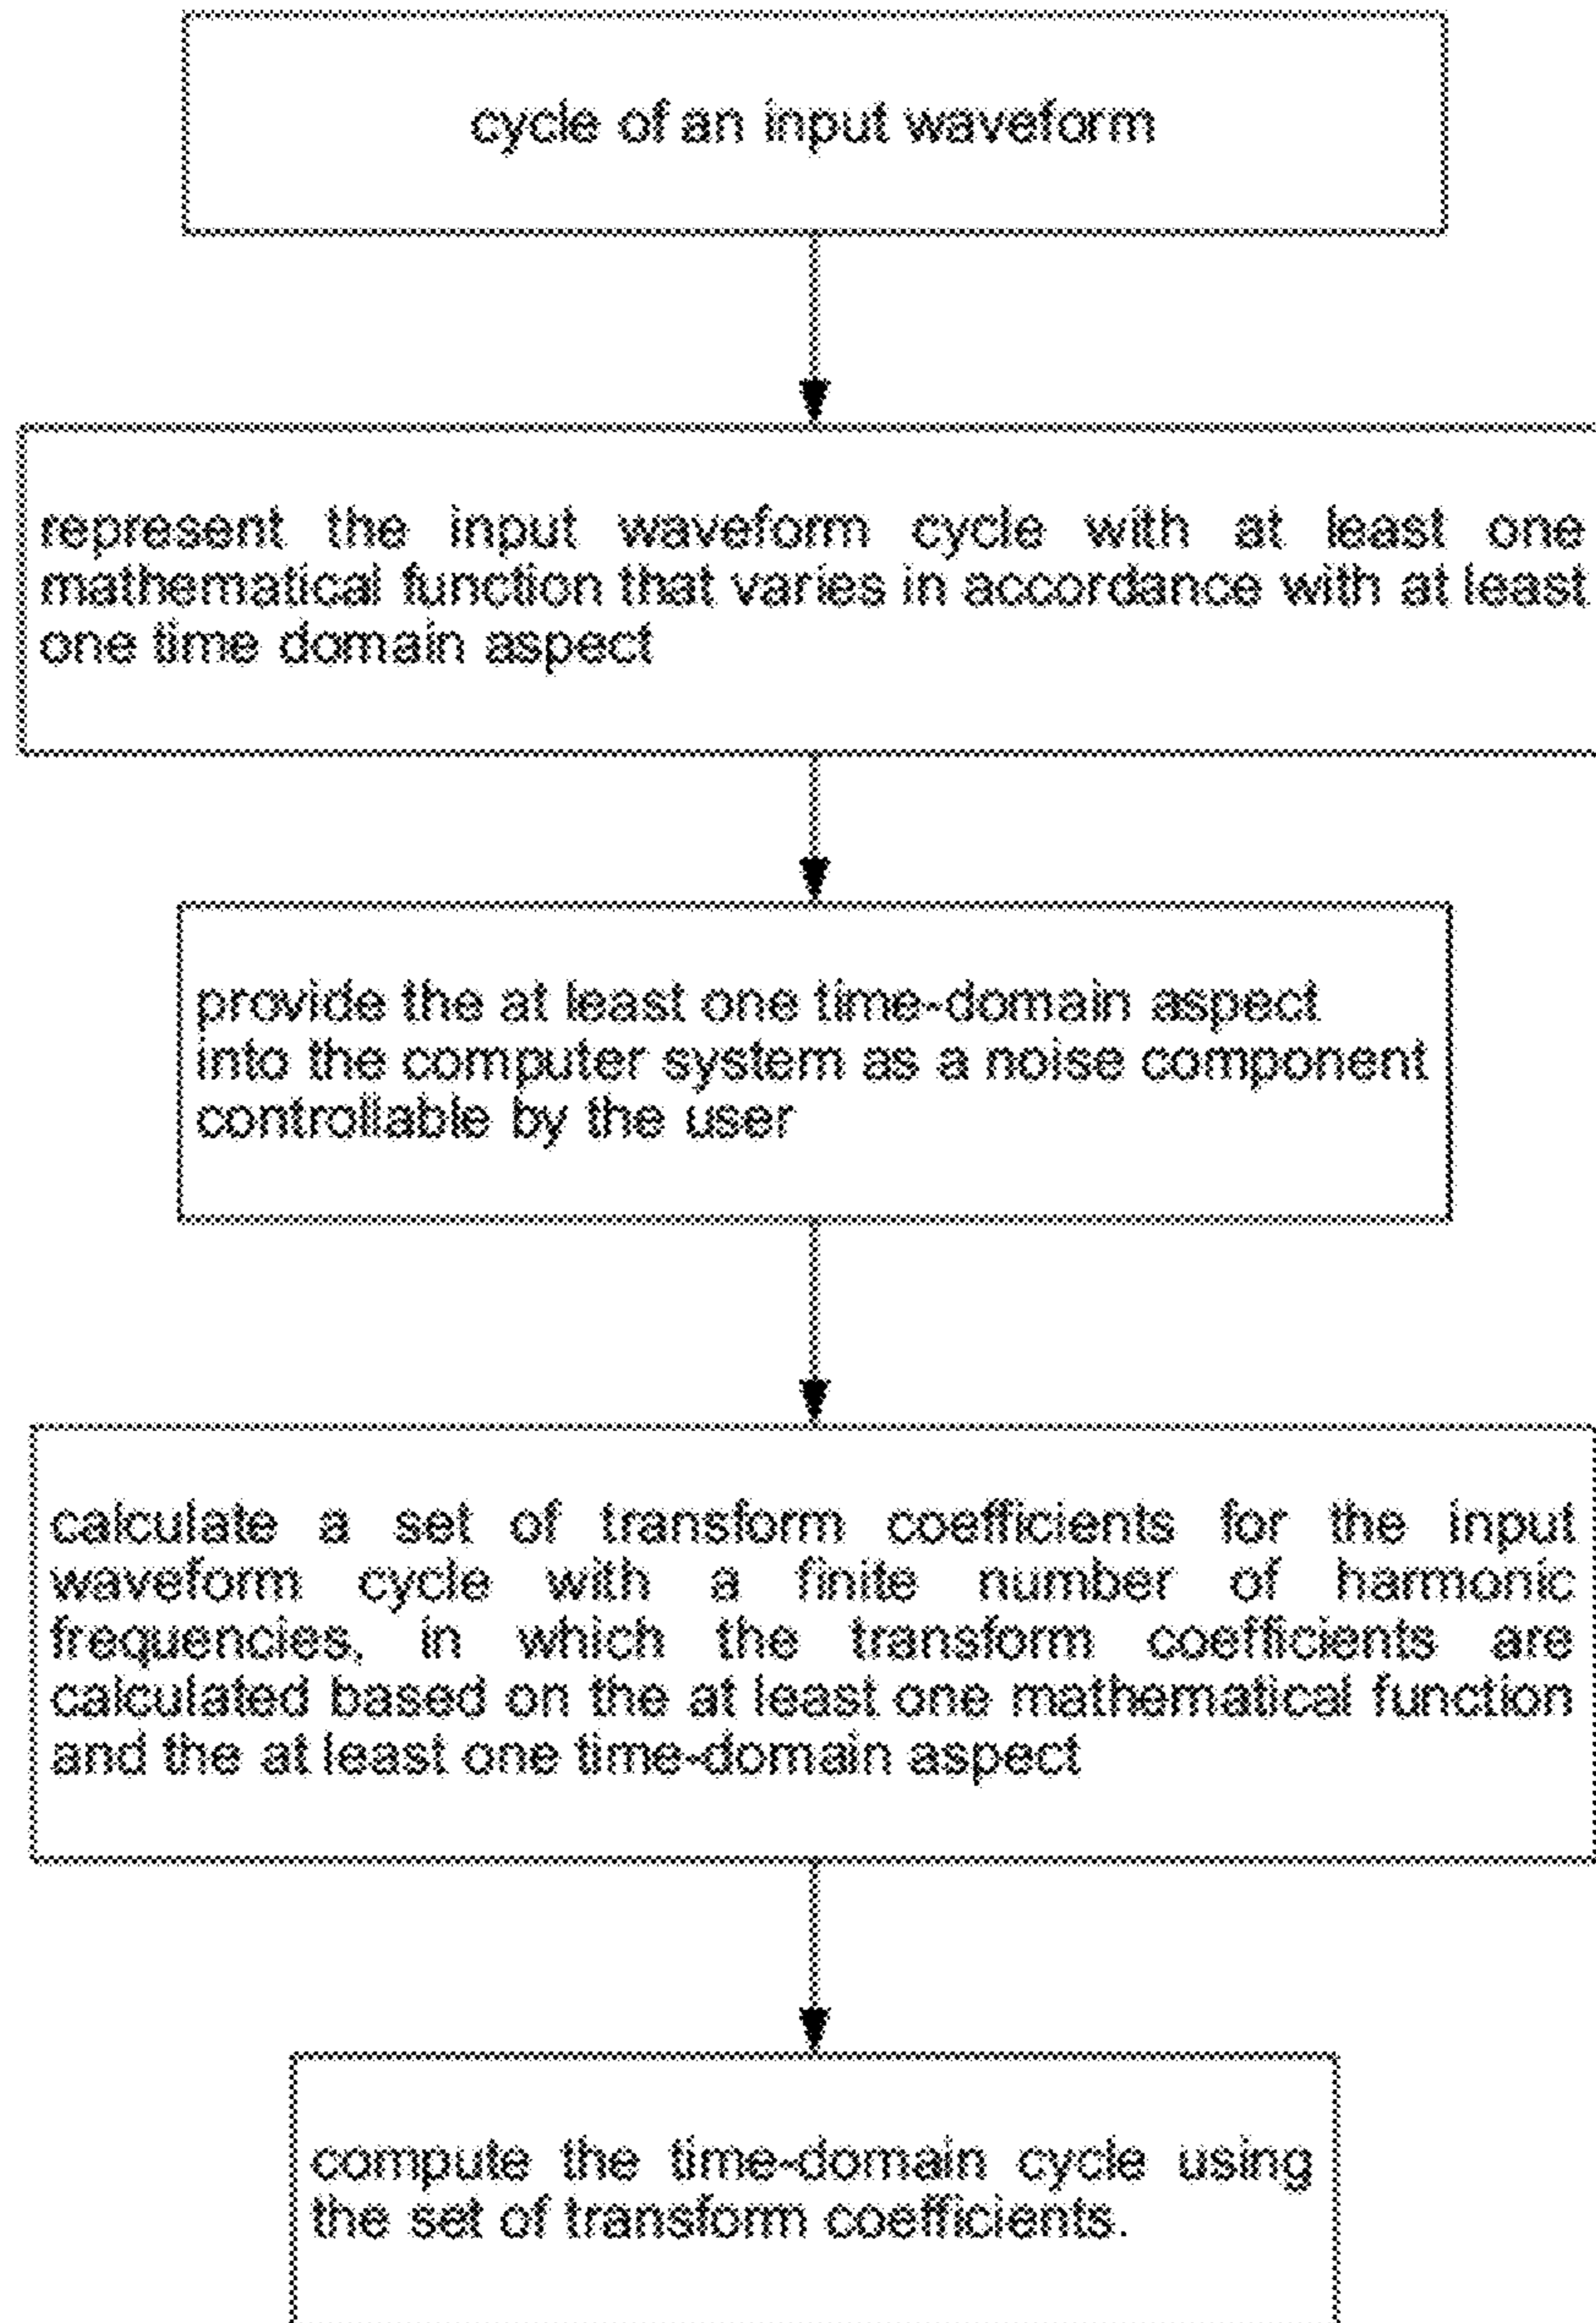 cycle of an input waveform
represent the input waveform cycle with at least one
mathematical function that varies in accordance with at least
one time domain aspect
provide the at least one time-domain aspect
into the computer system as a noise component
controllable by the user
calculate a set of transform coefficients for the input
waveform cycle with a finite number of harmonic
frequencies, in which the transform coefficients are
calculated based on the at least one mathematical function
and the at least one time-domain aspect
compute the time-domain cycle using
the set of transform coefficients.